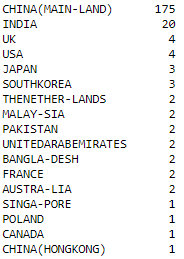 CHINA(MAIN-LAND) 175
INDIA 20
UK 4
USA 4
JAPAN 3
SOUTHKOREA 3
THENETHER-LANDS 2
MALAY-SIA 2
PAKISTAN 2
UNITEDARABEMIRATES 2
BANGLA-DESH 2
FRANCE 2
AUSTRA-LIA 2
SINGA-PORE 1
POLAND 1
CANADA 1
CHINA(HONGKONG) 1